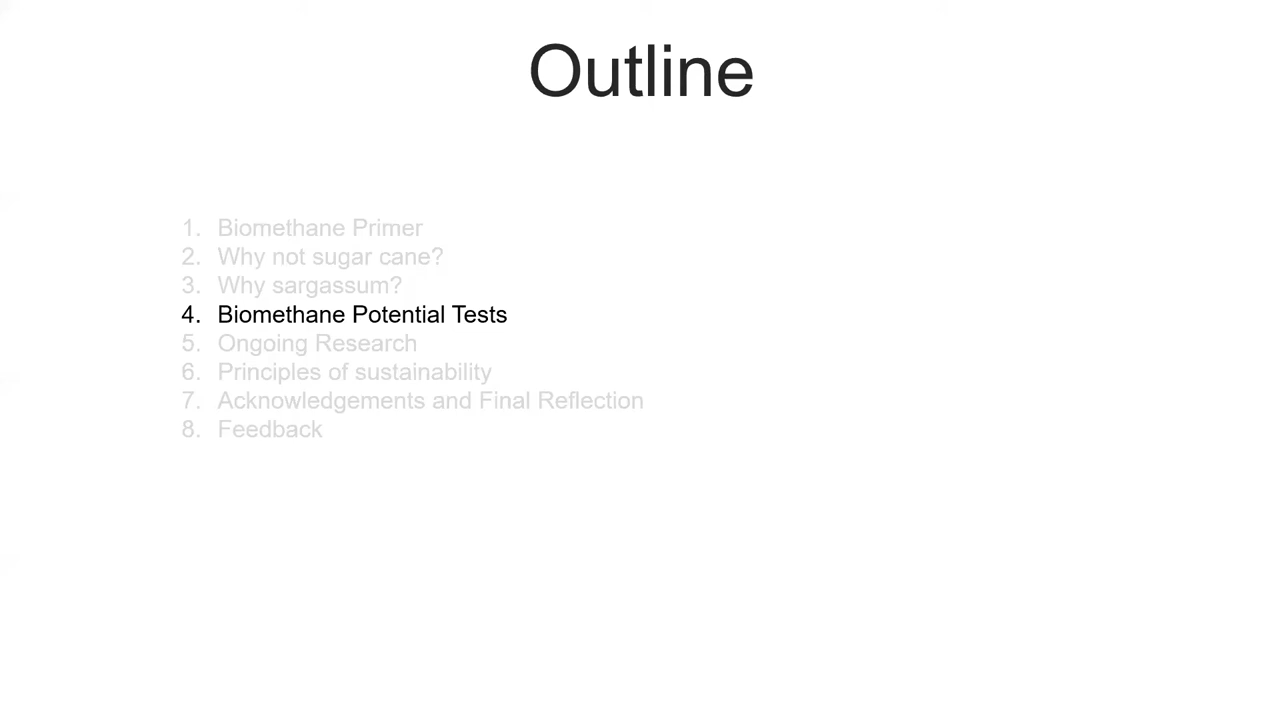 Outline
1. Biomethane Primer
2. Why not sugar cane?
3. Why sargassum?
4. Biomethane Potential Tests
5. Ongoing Research
6. Principles of sustainability
7. Acknowledgements and Final Reflection
8. Feedback